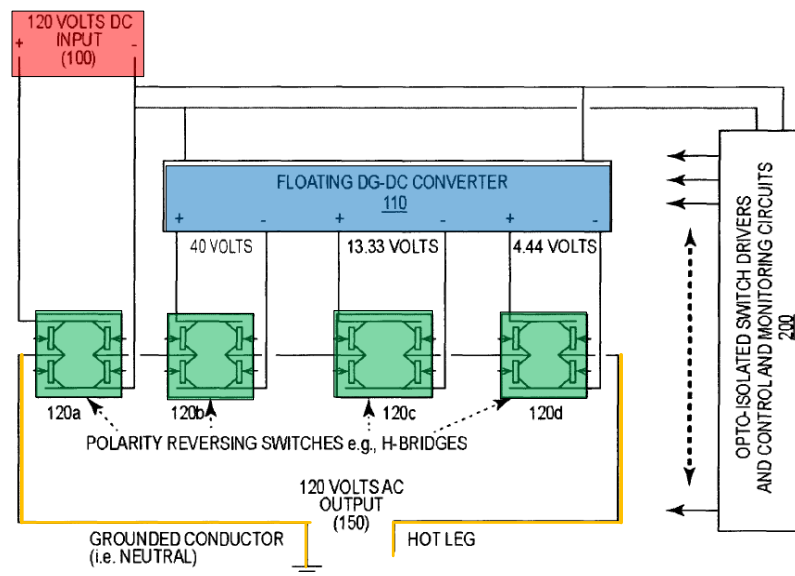 120 VOLTS DC
INPUT
+ (100) -
FLOATING DG-DC CONVERTER
110
+ - + - + -
40 VOLTS
13.33 VOLTS
4.44 VOLTS
120a
120b
120c
120d
POLARITY REVERSING SWITCHES e.g., H-BRIDGES
120 VOLTS AC
OUTPUT
(150)
GROUNDED CONDUCTOR
(i.e. NEUTRAL)
HOT LEG
OPTO-ISOLATED SWITCH DRIVERS
AND CONTROL AND MONITORING CIRCUITS
200